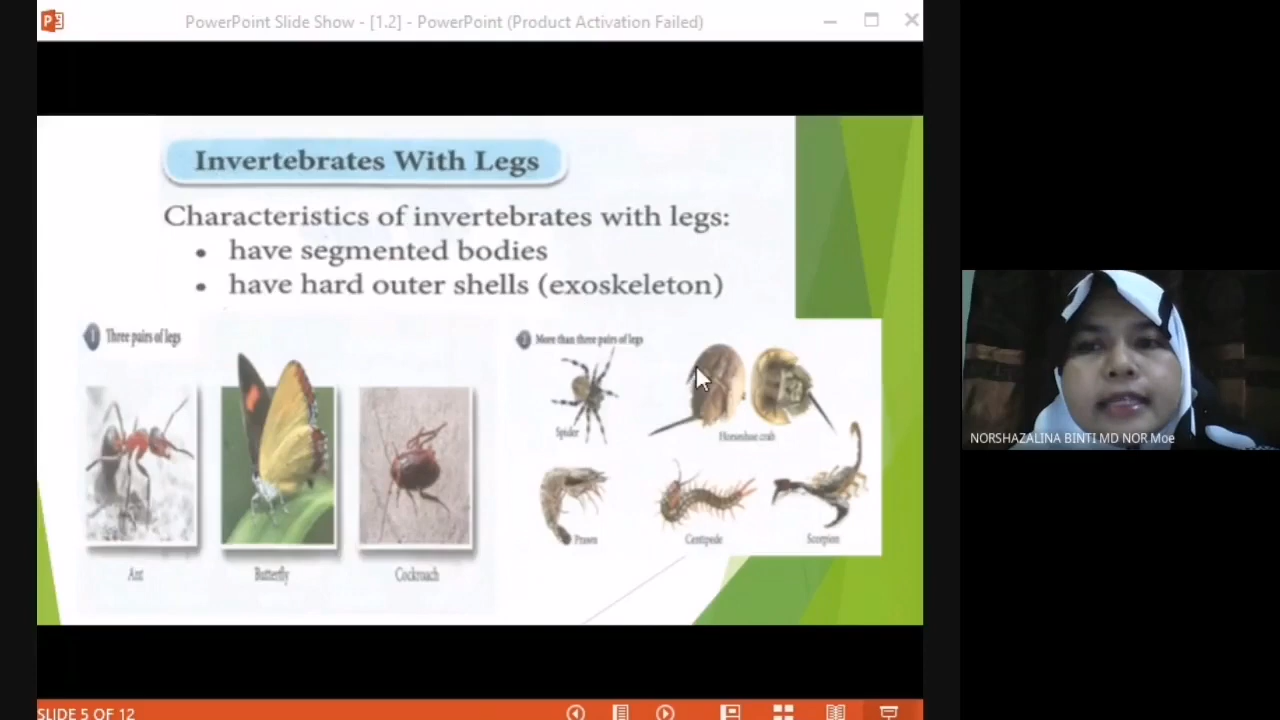 PowerPoint Slide Show - [1.2] - PowerPoint (Product Activation Failed)
Invertebrates With Legs
Characteristics of invertebrates with legs:
• have segmented bodies
• have hard outer shells (exoskeleton)
1 Three pairs of legs
Ant
Butterfly
Cockroach
2 More than three pairs of legs
Spider
Horseshoe crab
Prawn
Centipede
Scorpion
NORSHAZALINA BINTI MD NOR Moe
SLIDE 5 OF 12